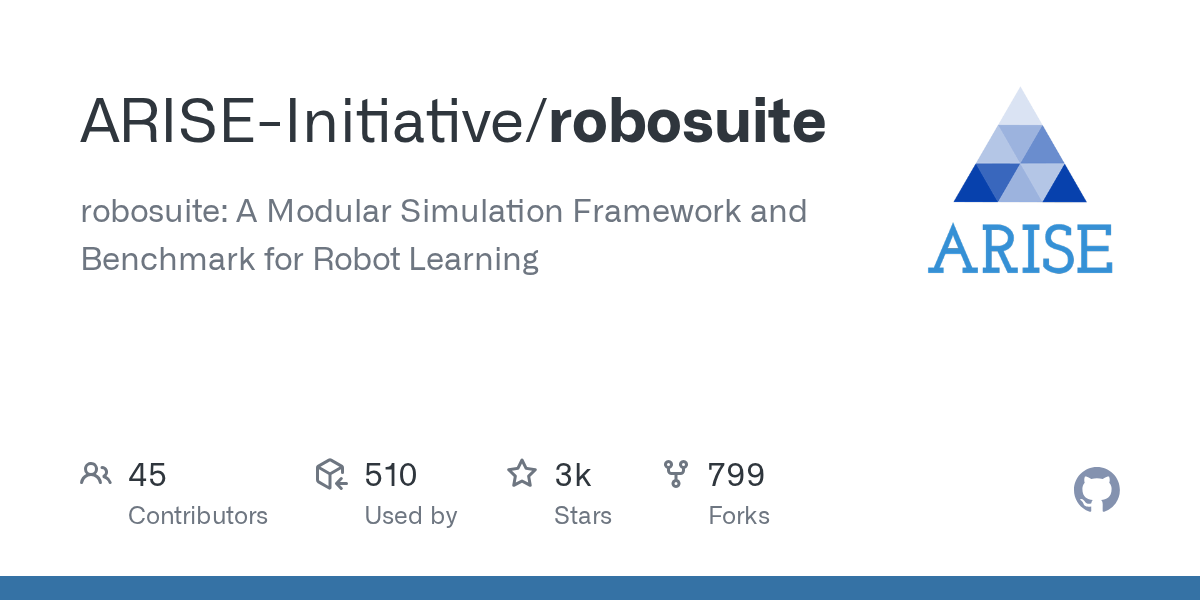 ARISE-Initiative/robosuite
robosuite: A Modular Simulation Framework and
Benchmark for Robot Learning
ARISE
45
Contributors
510
Used by
3k
Stars
799
Forks